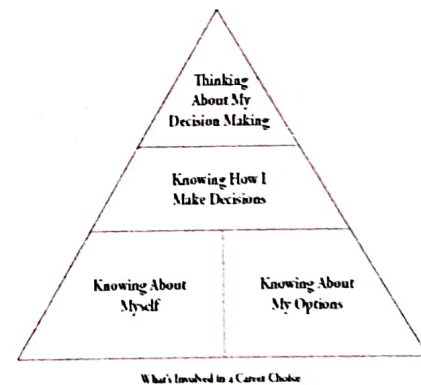 Thinking
About My
Decision Making
Knowing How I
Make Decisions
Knowing About
Myself
Knowing About
My Options
What's Involved in a Career Choice